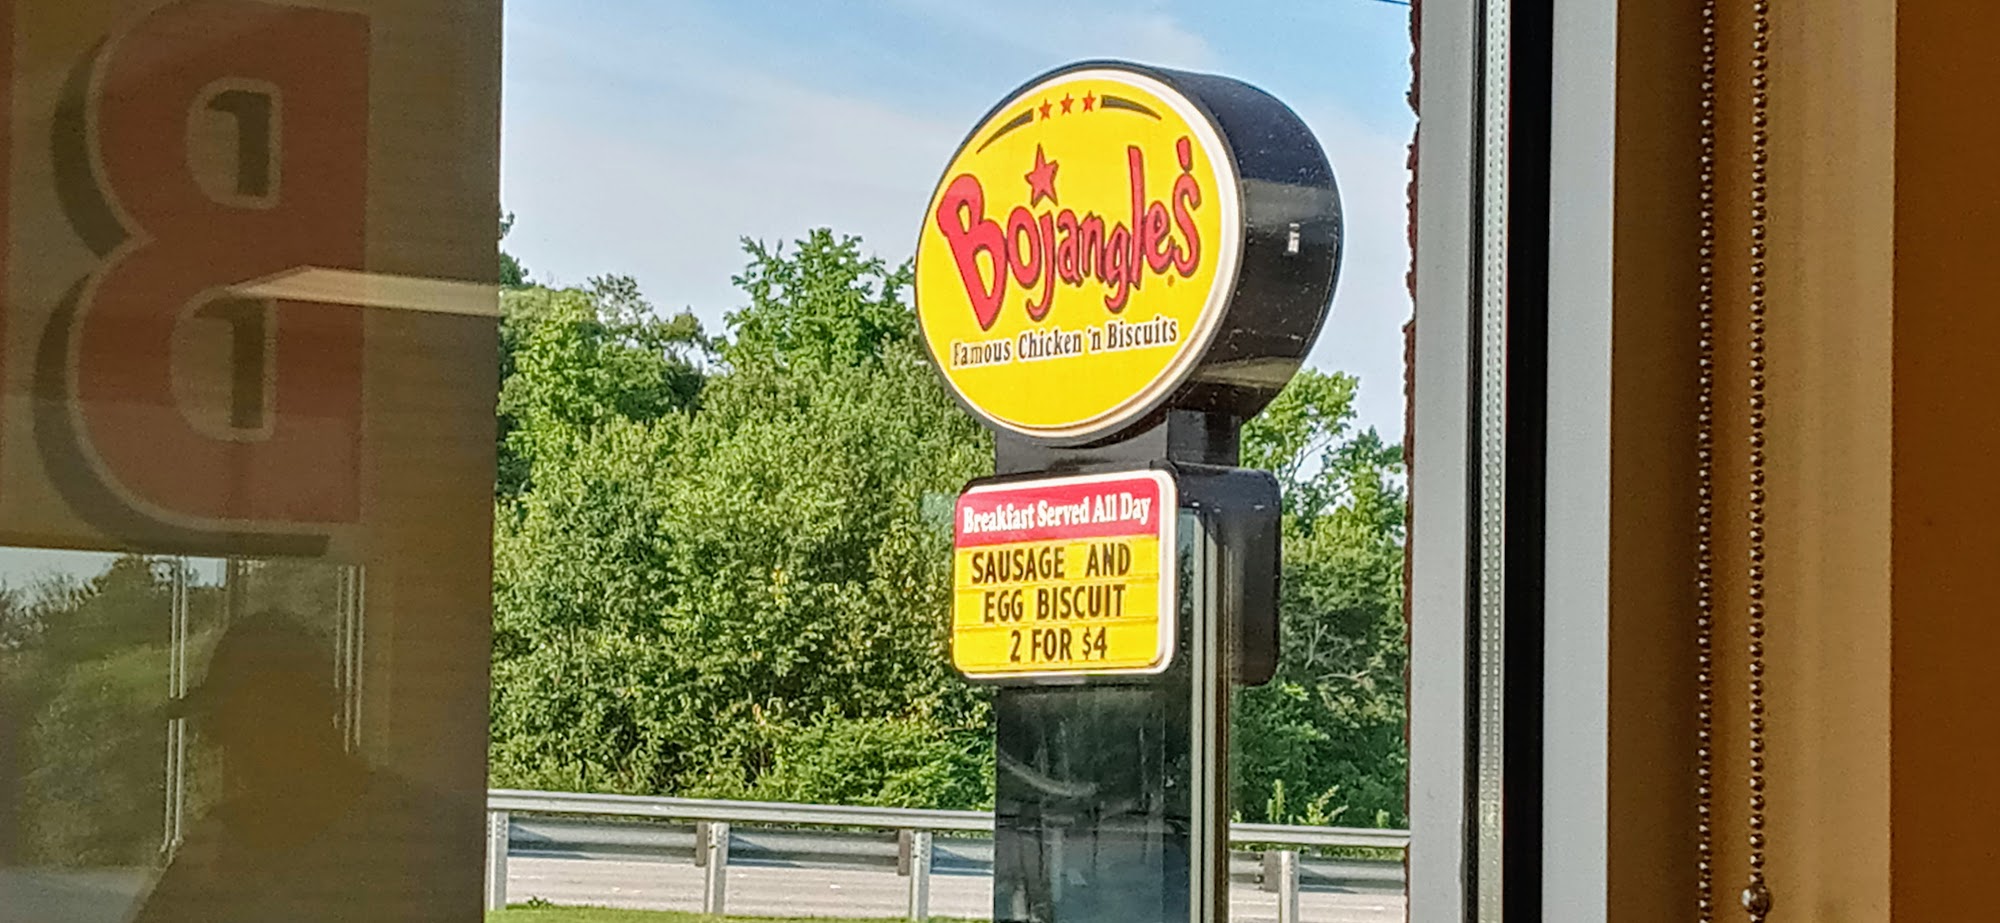 Bojangles'
Famous Chicken 'n Biscuits
Breakfast Served All Day
SAUSAGE AND
EGG BISCUIT
2 FOR $4
B